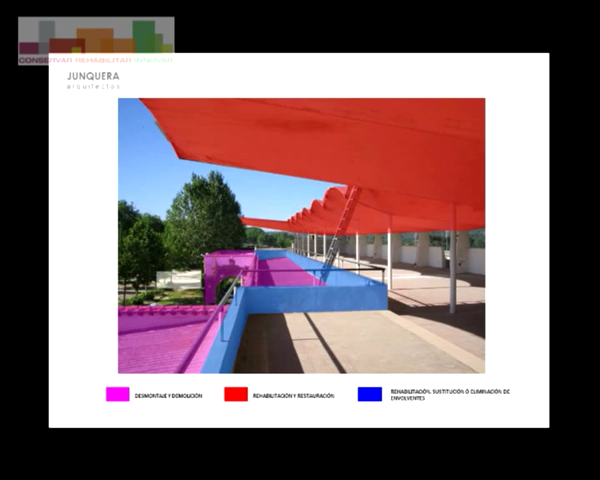 CONSERVAR REHABILITAR INNOVAR
JUNQUERA
arquitectos
DESMONTAJE Y DEMOLICIÓN
REHABILITACIÓN Y RESTAURACIÓN
REHABILITACIÓN, SUSTITUCIÓN O ELIMINACIÓN DE
ENVOLVENTES